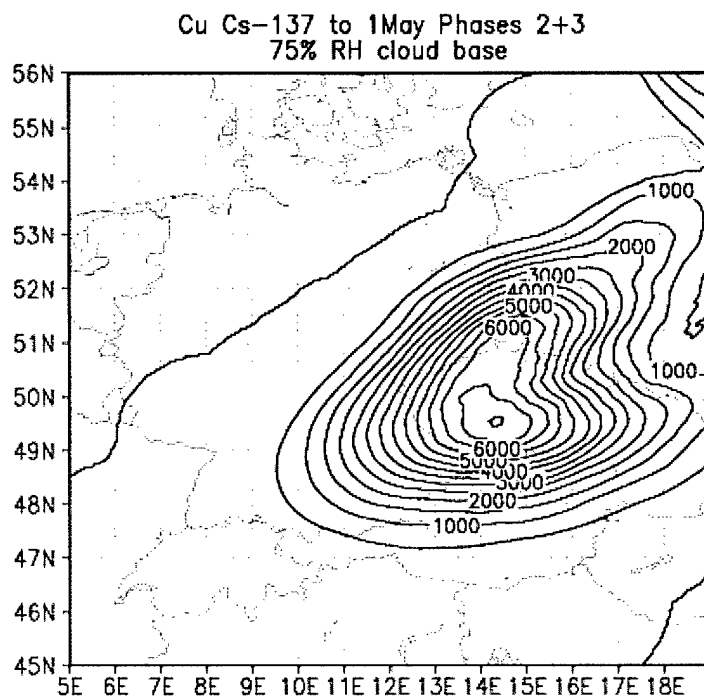 Cu Cs-137 to 1May Phases 2+3
75% RH cloud base
56N
55N
54N
1000
53N
2000
52N
3000
4000
5000
51N
6000
1000
50N
49N
6000
5000
4000
3000
48N
2000
1000
47N
46N
45N
5E 6E 7E 8E 9E 10E 11E 12E 13E 14E 15E 16E 17E 18E